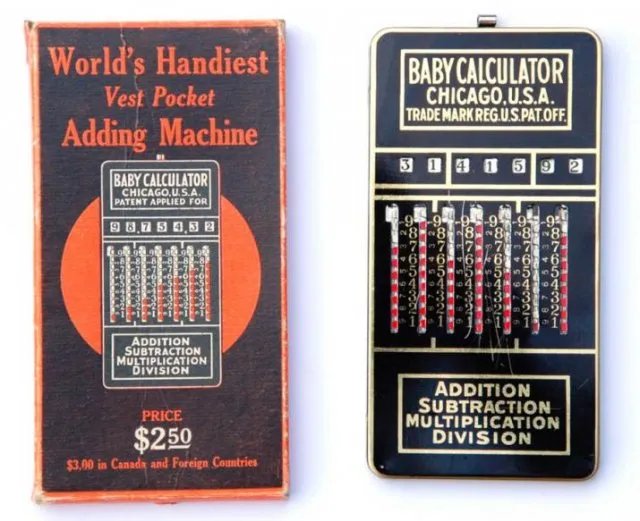 World's Handiest
Vest Pocket
Adding Machine
BABY CALCULATOR
CHICAGO, U.S.A.
PATENT APPLIED FOR
9 8 7 5 4 3 2
ADDITION
SUBTRACTION
MULTIPLICATION
DIVISION
PRICE
$2.50
$3.00 in Canada and Foreign Countries
BABY CALCULATOR
CHICAGO, U.S.A.
TRADE MARK REG. U.S. PAT. OFF.
3 1 4 1 5 9 2
ADDITION
SUBTRACTION
MULTIPLICATION
DIVISION